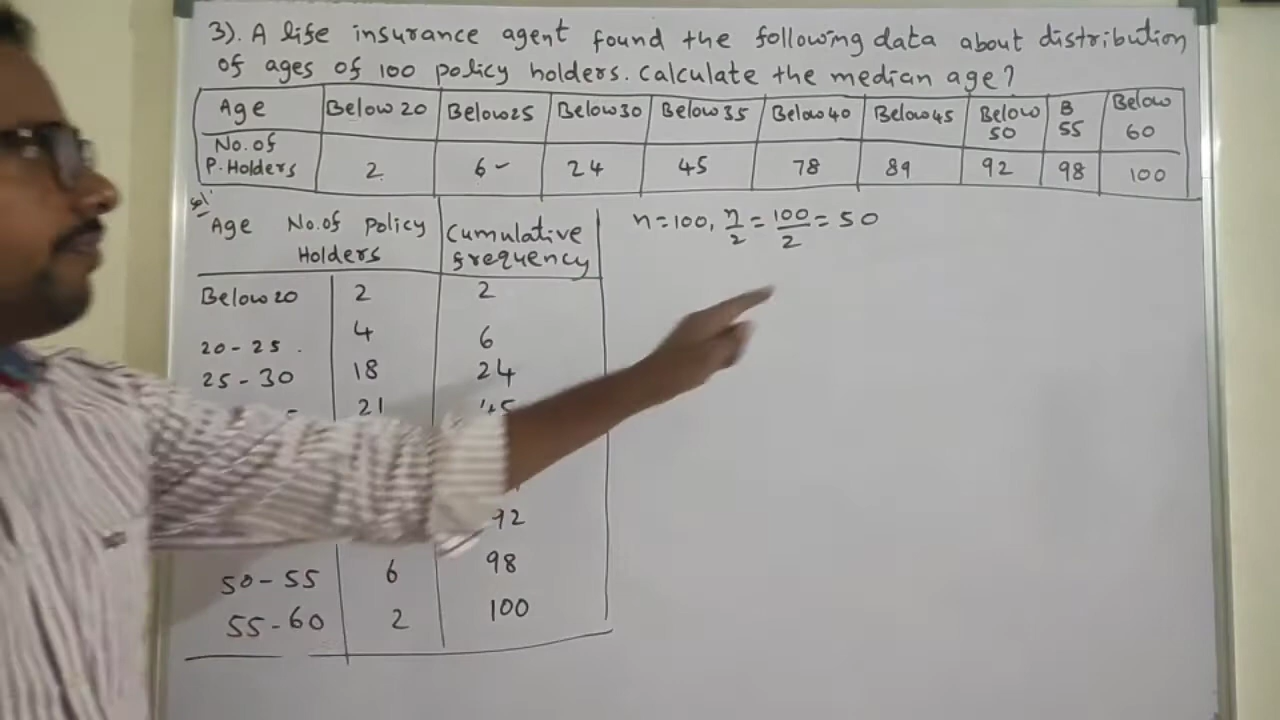 3). A life insurance agent found the following data about distribution
of ages of 100 policy holders. Calculate the median age?
Age Below 20 Below 25 Below 30 Below 35 Below 40 Below 45 Below 50 B 55 Below 60
No. of P. Holders 2 6 - 24 45 78 89 92 98 100
Sol:
Age No. of Policy Holders Cumulative frequency
n=100, n/2 = 100/2 = 50
Below 20 2 2
20 - 25 4 6
25 - 30 18 24
21 45
92
50 - 55 6 98
55 - 60 2 100